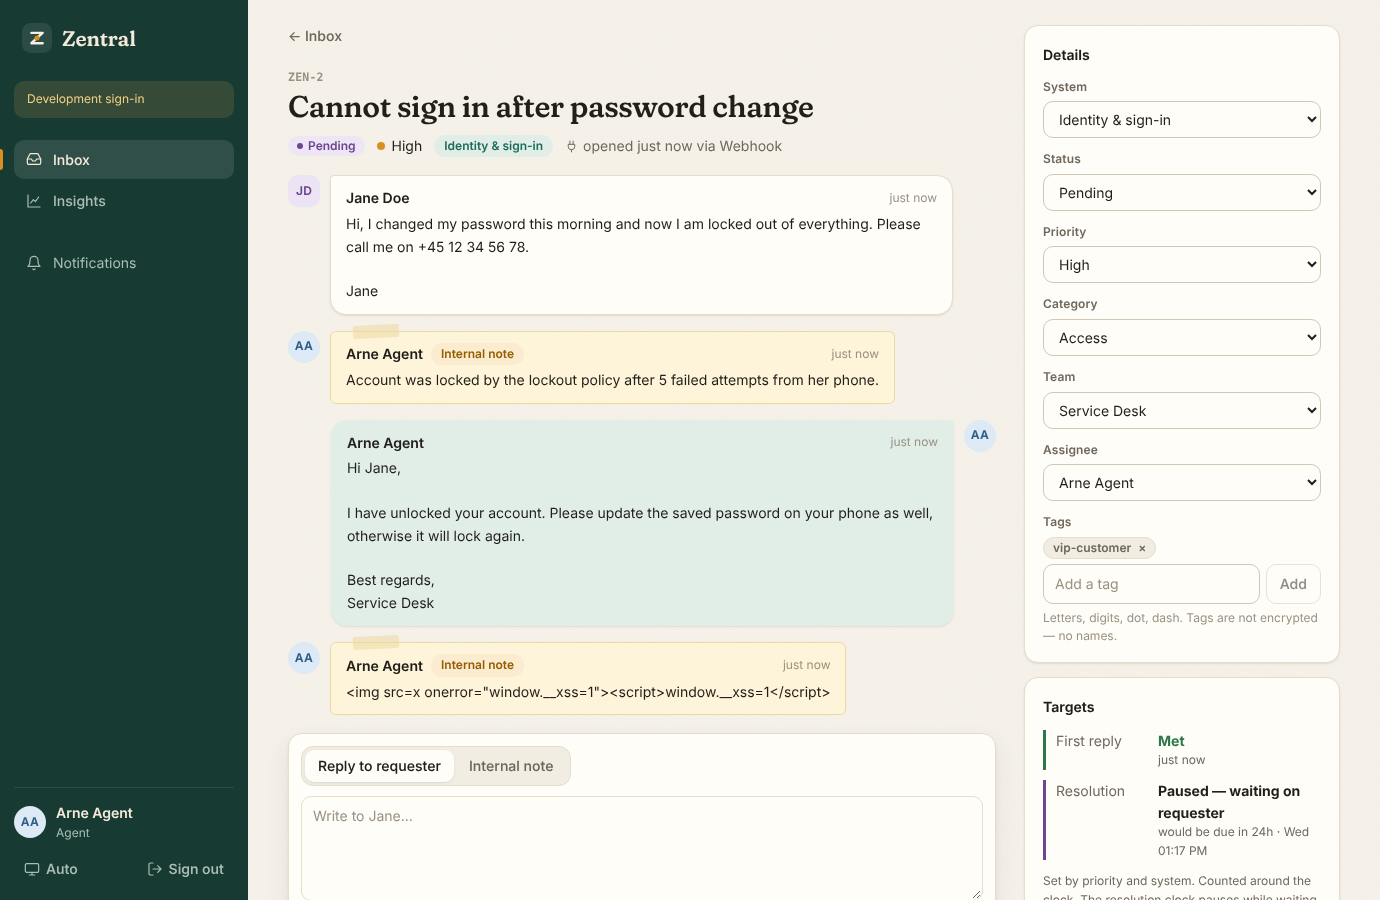 Zentral
Development sign-in
Inbox
Insights
Notifications
AA
Arne Agent
Agent
Auto
Sign out
← Inbox
ZEN-2
Cannot sign in after password change
Pending
High
Identity & sign-in
opened just now via Webhook
JD
Jane Doe
just now
Hi, I changed my password this morning and now I am locked out of everything. Please
call me on +45 12 34 56 78.
Jane
AA
Arne Agent
Internal note
just now
Account was locked by the lockout policy after 5 failed attempts from her phone.
Arne Agent
just now
AA
Hi Jane,
I have unlocked your account. Please update the saved password on your phone as well,
otherwise it will lock again.
Best regards,
Service Desk
AA
Arne Agent
Internal note
just now
<img src=x onerror="window.__xss=1"><script>window.__xss=1</script>
Reply to requester
Internal note
Write to Jane...
Details
System
Identity & sign-in
Status
Pending
Priority
High
Category
Access
Team
Service Desk
Assignee
Arne Agent
Tags
vip-customer ×
Add a tag
Add
Letters, digits, dot, dash. Tags are not encrypted
— no names.
Targets
First reply
Met
just now
Resolution
Paused — waiting on
requester
would be due in 24h · Wed
01:17 PM
Set by priority and system. Counted around the
clock. The resolution clock pauses while waiting